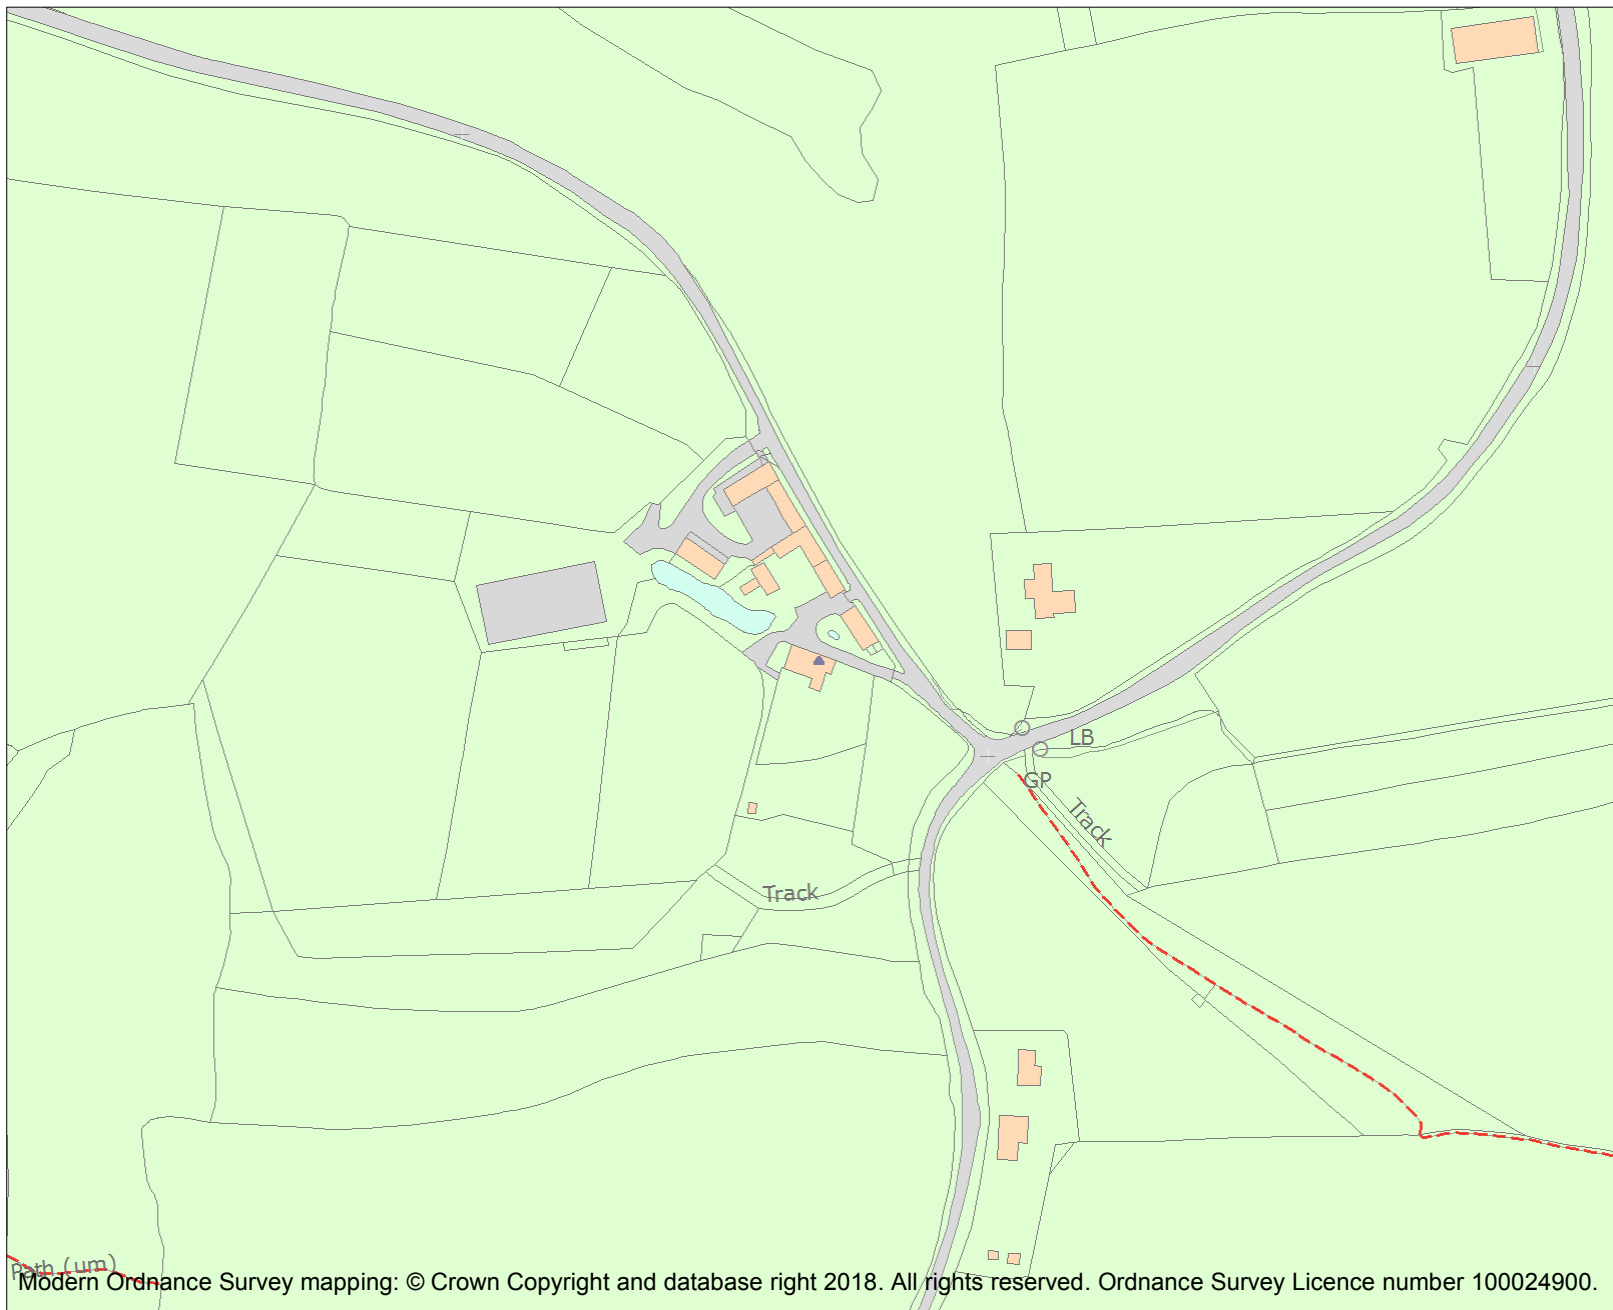 LB
GP
Track
Track
Path (um)
Modern Ordnance Survey mapping: © Crown Copyright and database right 2018. All rights reserved. Ordnance Survey Licence number 100024900.